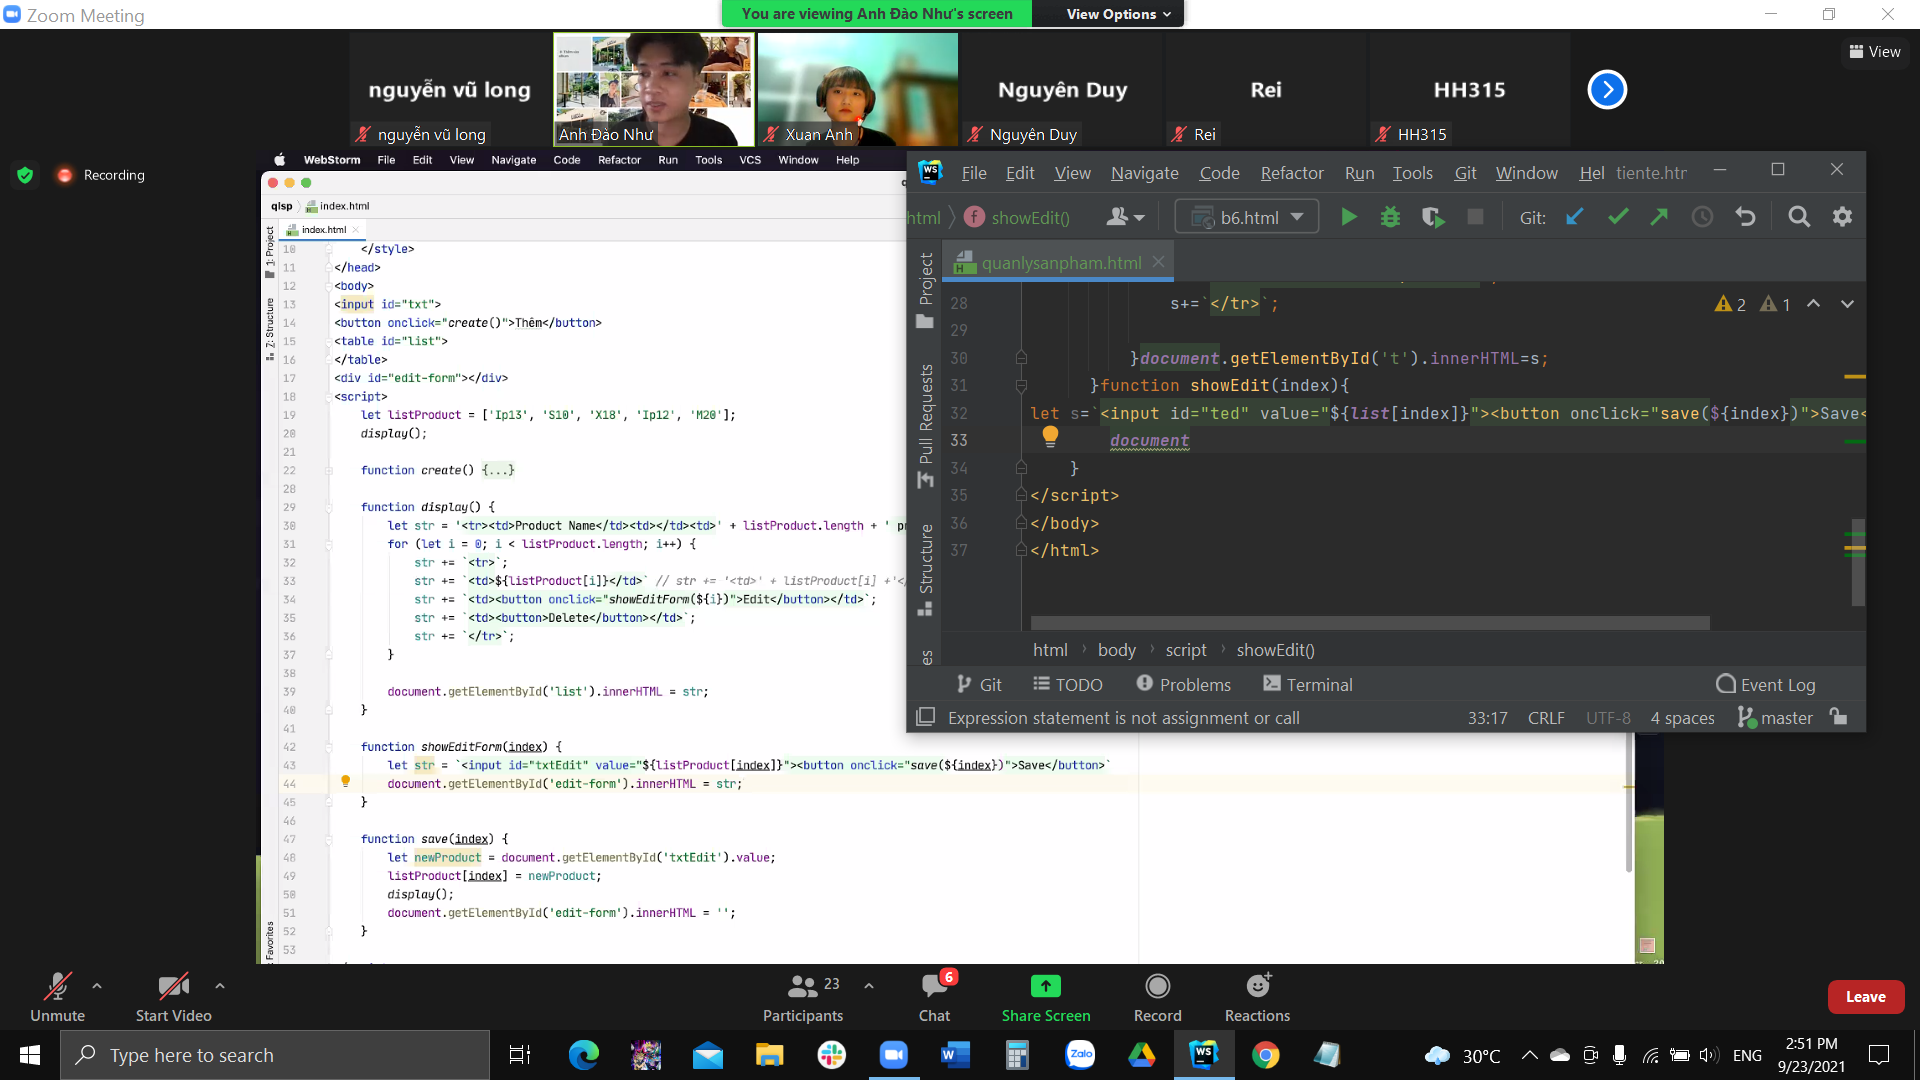 Zoom Meeting
You are viewing Anh Đào Như's screen
View Options
nguyễn vũ long
Nguyên Duy
Rei
HH315
View
nguyễn vũ long
Anh Đào Như
Xuan Anh
Nguyên Duy
Rei
HH315
Recording
WebStorm File Edit View Navigate Code Refactor Run Tools VCS Window Help
qlsp index.html
index.html
1: Project
7: Structure
Favorites
10 </style>
11 </head>
12 <body>
13 <input id="txt">
14 <button onclick="create()">Thêm</button>
15 <table id="list">
16 </table>
17 <div id="edit-form"></div>
18 <script>
19 let listProduct = ['Ip13', 'S10', 'X18', 'Ip12', 'M20'];
20 display();
21
22 function create() {...}
28
29 function display() {
30 let str = '<tr><td>Product Name</td><td></td><td>' + listProduct.length + ' pr
31 for (let i = 0; i < listProduct.length; i++) {
32 str += `<tr>`;
33 str += `<td>${listProduct[i]}</td>` // str += '<td>' + listProduct[i] +'</
34 str += `<td><button onclick="showEditForm(${i})">Edit</button></td>`;
35 str += `<td><button>Delete</button></td>`;
36 str += `</tr>`;
37 }
38
39 document.getElementById('list').innerHTML = str;
40 }
41
42 function showEditForm(index) {
43 let str = `<input id="txtEdit" value="${listProduct[index]}"><button onclick="save(${index})">Save</button>`
44 document.getElementById('edit-form').innerHTML = str;
45 }
46
47 function save(index) {
48 let newProduct = document.getElementById('txtEdit').value;
49 listProduct[index] = newProduct;
50 display();
51 document.getElementById('edit-form').innerHTML = '';
52 }
53
File Edit View Navigate Code Refactor Run Tools Git Window Hel tiente.htr
html showEdit() b6.html Git:
quanlysanpham.html
Project
Pull Requests
Structure
es
28 s+=`</tr>`;
2 1
29
30 }document.getElementById('t').innerHTML=s;
31 }function showEdit(index){
32 let s=`<input id="ted" value="${list[index]}"><button onclick="save(${index})">Save<
33 document
34 }
35 </script>
36 </body>
37 </html>
html body script showEdit()
Git TODO Problems Terminal Event Log
Expression statement is not assignment or call 33:17 CRLF UTF-8 4 spaces master
Unmute
Start Video
23
Participants
6
Chat
Share Screen
Record
Reactions
Leave
Type here to search
Zalo
WS
30°C
ENG
2:51 PM
9/23/2021